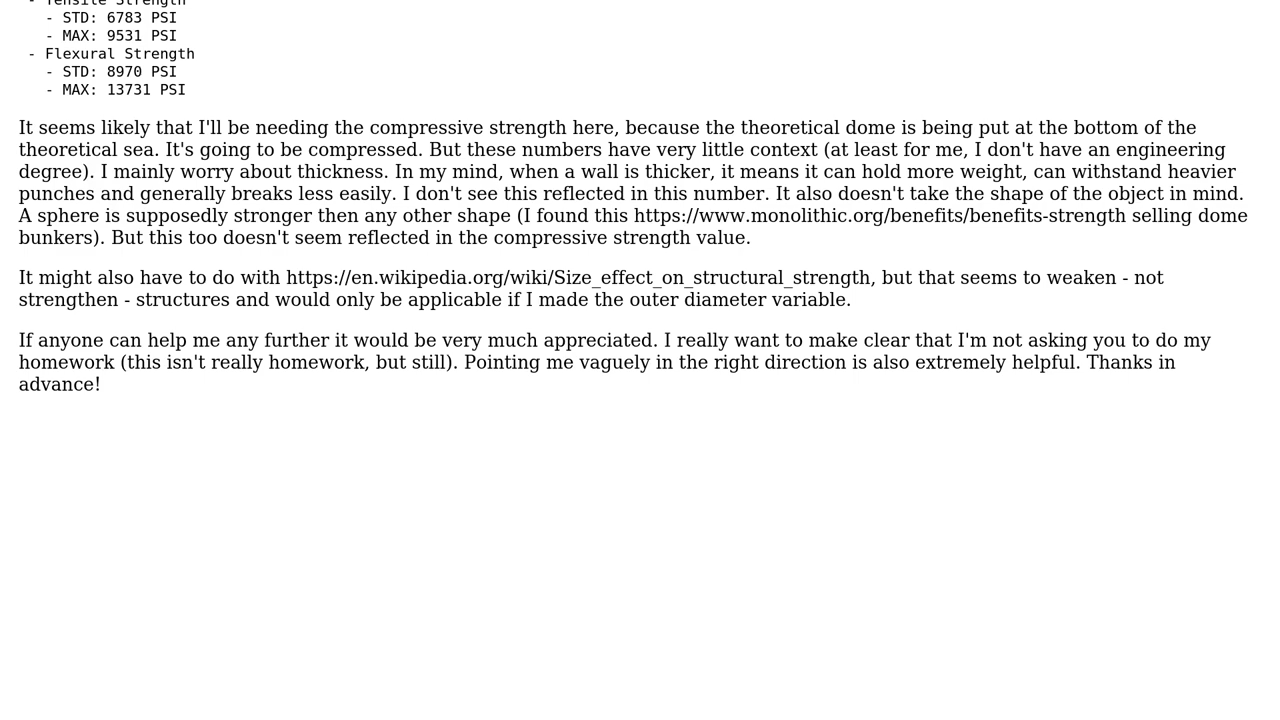 - Tensile Strength
- STD: 6783 PSI
- MAX: 9531 PSI
- Flexural Strength
- STD: 8970 PSI
- MAX: 13731 PSI
It seems likely that I'll be needing the compressive strength here, because the theoretical dome is being put at the bottom of the
theoretical sea. It's going to be compressed. But these numbers have very little context (at least for me, I don't have an engineering
degree). I mainly worry about thickness. In my mind, when a wall is thicker, it means it can hold more weight, can withstand heavier
punches and generally breaks less easily. I don't see this reflected in this number. It also doesn't take the shape of the object in mind.
A sphere is supposedly stronger then any other shape (I found this https://www.monolithic.org/benefits/benefits-strength selling dome
bunkers). But this too doesn't seem reflected in the compressive strength value.
It might also have to do with https://en.wikipedia.org/wiki/Size_effect_on_structural_strength, but that seems to weaken - not
strengthen - structures and would only be applicable if I made the outer diameter variable.
If anyone can help me any further it would be very much appreciated. I really want to make clear that I'm not asking you to do my
homework (this isn't really homework, but still). Pointing me vaguely in the right direction is also extremely helpful. Thanks in
advance!